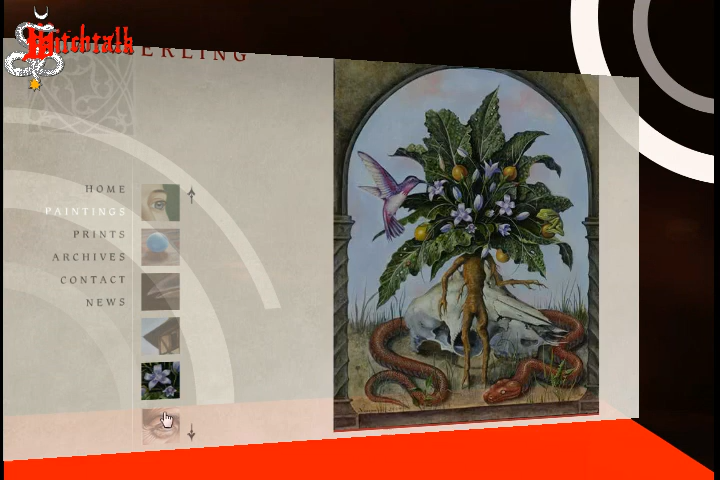 Witchtalk
ERLING
HOME
PAINTINGS
PRINTS
ARCHIVES
CONTACT
NEWS